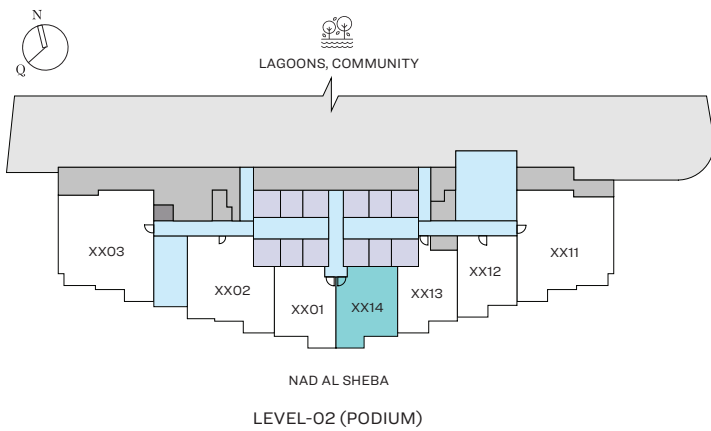 N
Q
LAGOONS, COMMUNITY
XX03
XX02
XX01
XX14
XX13
XX12
XX11
NAD AL SHEBA
LEVEL-02 (PODIUM)